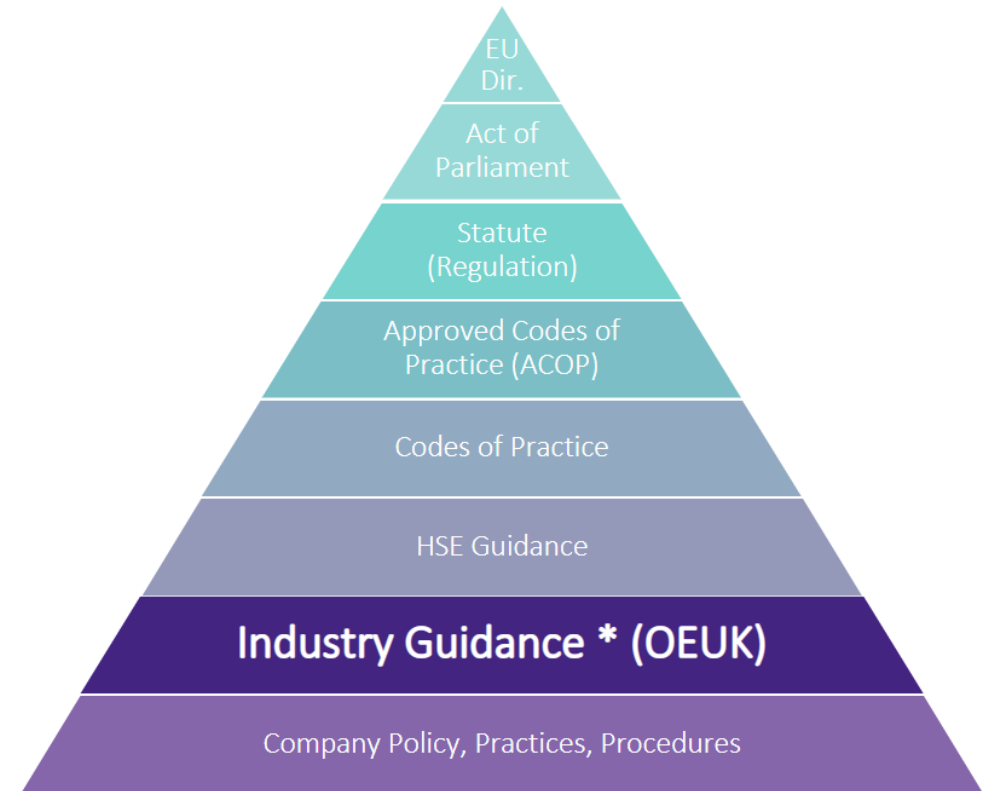 EU
Dir.
Act of
Parliament
Statute
(Regulation)
Approved Codes of
Practice (ACOP)
Codes of Practice
HSE Guidance
Industry Guidance * (OEUK)
Company Policy, Practices, Procedures